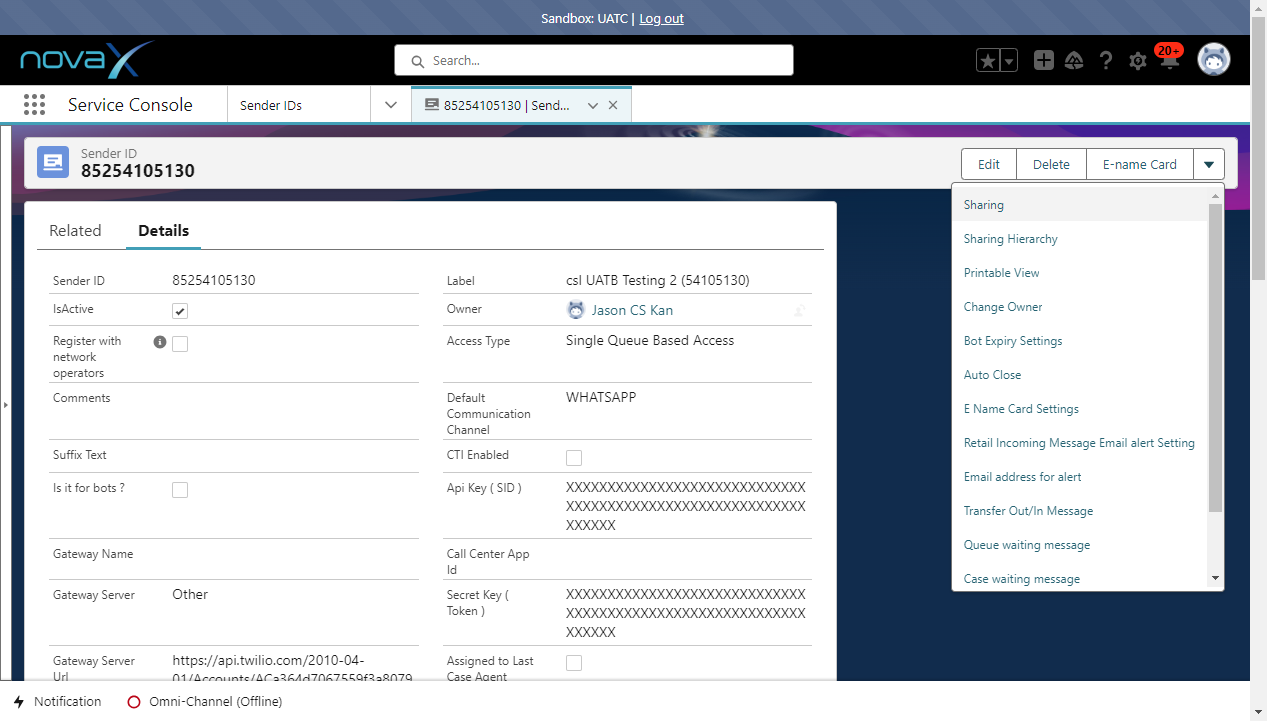 Sandbox: UATC | Log out
novaX
Search...
20+
Service Console
Sender IDs
85254105130 | Send...
Sender ID
85254105130
Edit
Delete
E-name Card
Sharing
Sharing Hierarchy
Printable View
Change Owner
Bot Expiry Settings
Auto Close
E Name Card Settings
Retail Incoming Message Email alert Setting
Email address for alert
Transfer Out/In Message
Queue waiting message
Case waiting message
Related
Details
Sender ID
85254105130
Label
csl UATB Testing 2 (54105130)
IsActive
Owner
Jason CS Kan
Register with
network
operators
Access Type
Single Queue Based Access
Comments
Default
Communication
Channel
WHATSAPP
Suffix Text
CTI Enabled
Is it for bots ?
Api Key ( SID )
XXXXXXXXXXXXXXXXXXXXXXXXXXXXX
XXXXXXXXXXXXXXXXXXXXXXXXXXXXX
XXXXXX
Gateway Name
Call Center App
Id
Gateway Server
Other
Secret Key (
Token )
XXXXXXXXXXXXXXXXXXXXXXXXXXXXX
XXXXXXXXXXXXXXXXXXXXXXXXXXXXX
XXXXXX
Gateway Server
Url
https://api.twilio.com/2010-04-
01/Accounts/ACa364d7067559f3a8079
Assigned to Last
Case Agent
Notification
Omni-Channel (Offline)